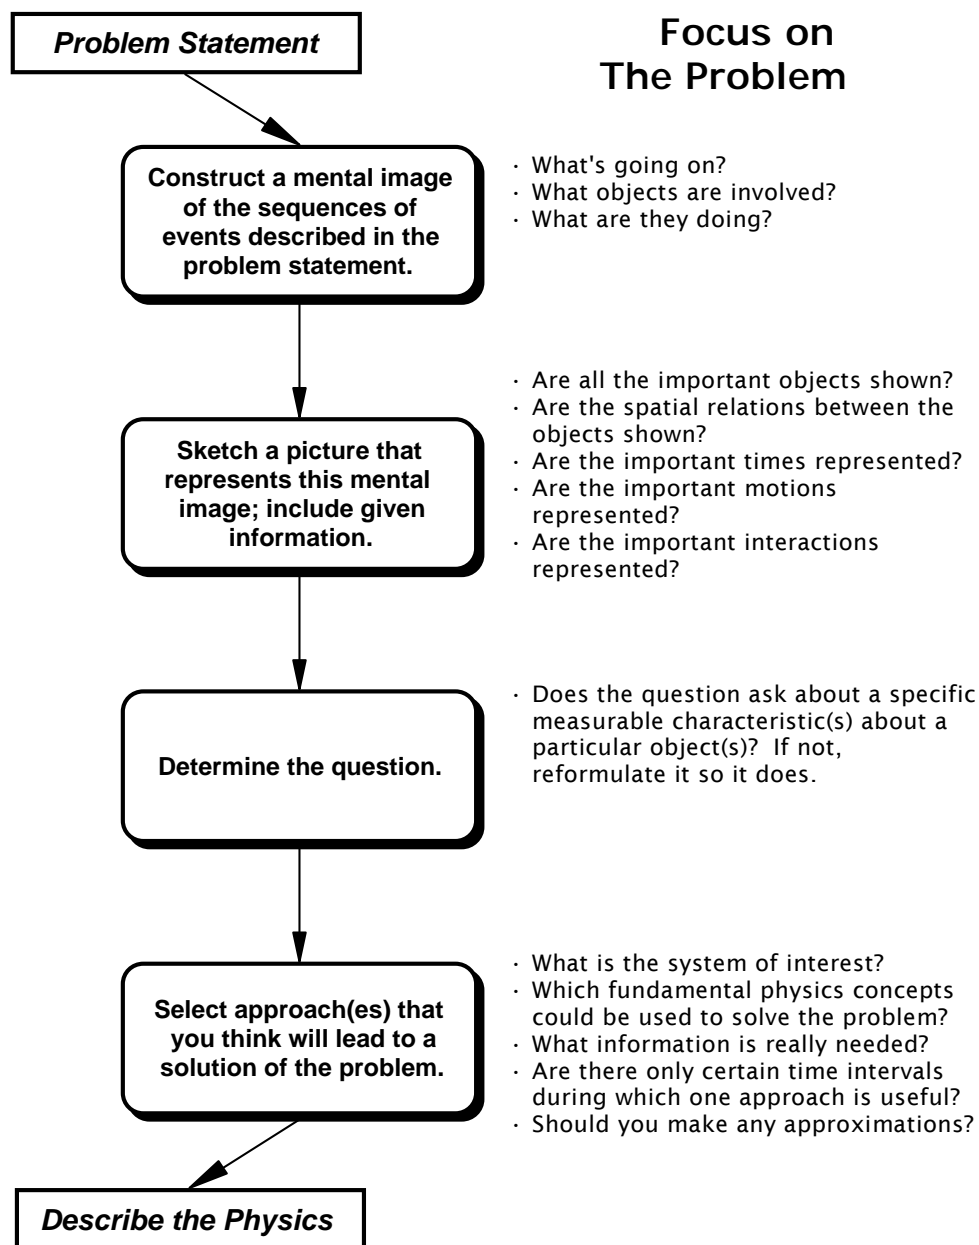 Problem Statement
Focus on
The Problem
Construct a mental image
of the sequences of
events described in the
problem statement.
· What's going on?
· What objects are involved?
· What are they doing?
Sketch a picture that
represents this mental
image; include given
information.
· Are all the important objects shown?
· Are the spatial relations between the
objects shown?
· Are the important times represented?
· Are the important motions
represented?
· Are the important interactions
represented?
Determine the question.
· Does the question ask about a specific
measurable characteristic(s) about a
particular object(s)?  If not,
reformulate it so it does.
Select approach(es) that
you think will lead to a
solution of the problem.
· What is the system of interest?
· Which fundamental physics concepts
could be used to solve the problem?
· What information is really needed?
· Are there only certain time intervals
during which one approach is useful?
· Should you make any approximations?
Describe the Physics